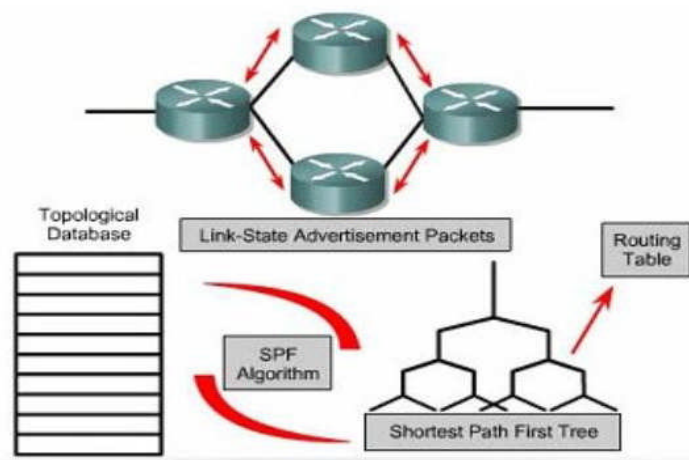 Topological
Database
Link-State Advertisement Packets
Routing
Table
SPF
Algorithm
Shortest Path First Tree